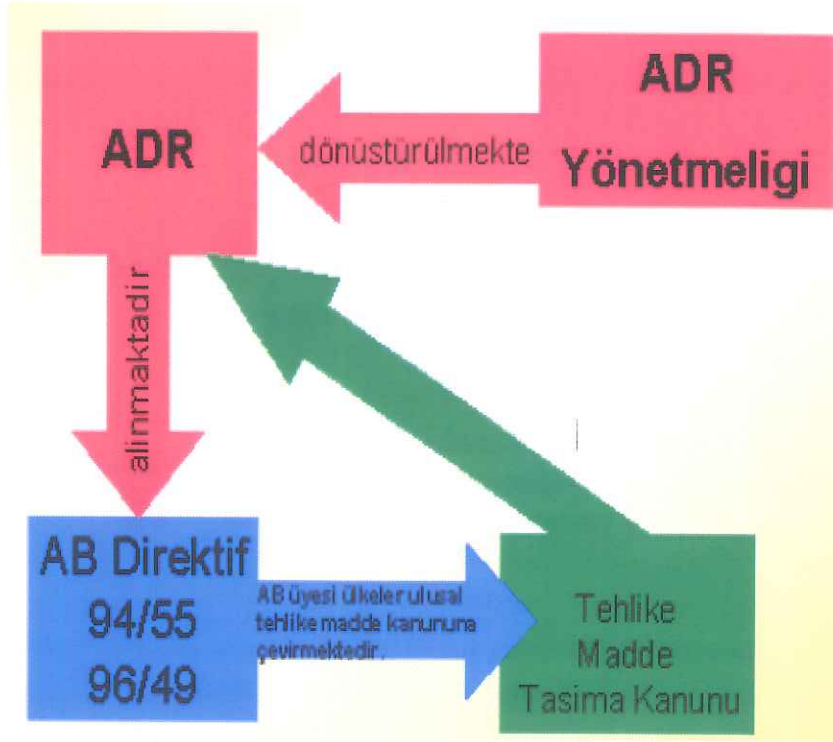 ADR
dönüstürülmekte
ADR
Yönetmeligi
alinmaktadir
AB Direktif
94/55
96/49
AB üyesi ülkeler ulusal
tehlike madde kanununa
çevirmektedir.
Tehlike
Madde
Tasima Kanunu